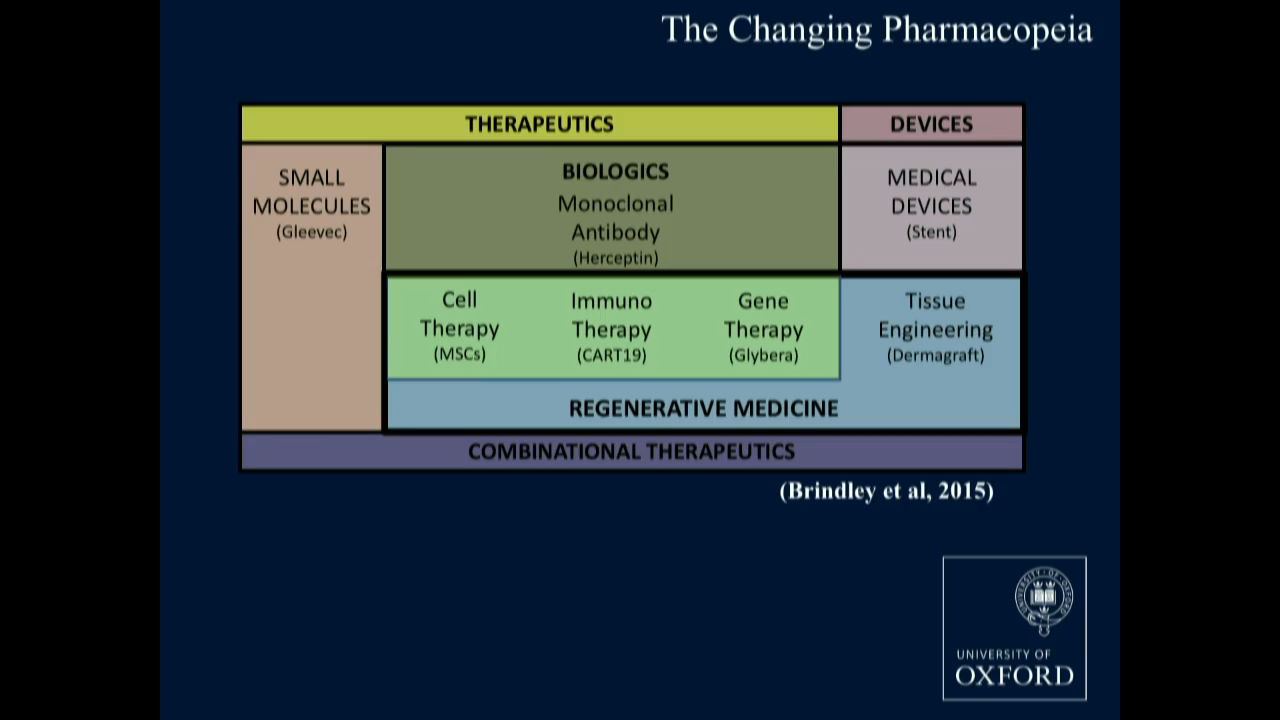 The Changing Pharmacopeia
THERAPEUTICS
DEVICES
SMALL
MOLECULES
(Gleevec)
BIOLOGICS
Monoclonal
Antibody
(Herceptin)
MEDICAL
DEVICES
(Stent)
Cell
Therapy
(MSCs)
Immuno
Therapy
(CART19)
Gene
Therapy
(Glybera)
Tissue
Engineering
(Dermagraft)
REGENERATIVE MEDICINE
COMBINATIONAL THERAPEUTICS
(Brindley et al, 2015)
UNIVERSITY OF
OXFORD